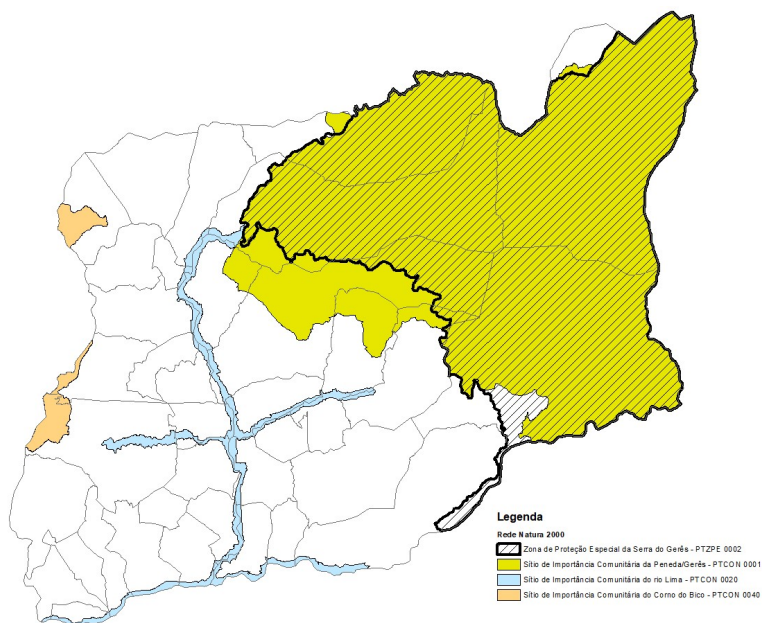 Legenda
Rede Natura 2000
Zona de Proteção Especial da Serra do Gerês - PTZPE 0002
Sítio de Importância Comunitária da Peneda/Gerês - PTCON 0001
Sítio de Importância Comunitária do rio Lima - PTCON 0020
Sítio de Importância Comunitária do Corno do Bico - PTCON 0040